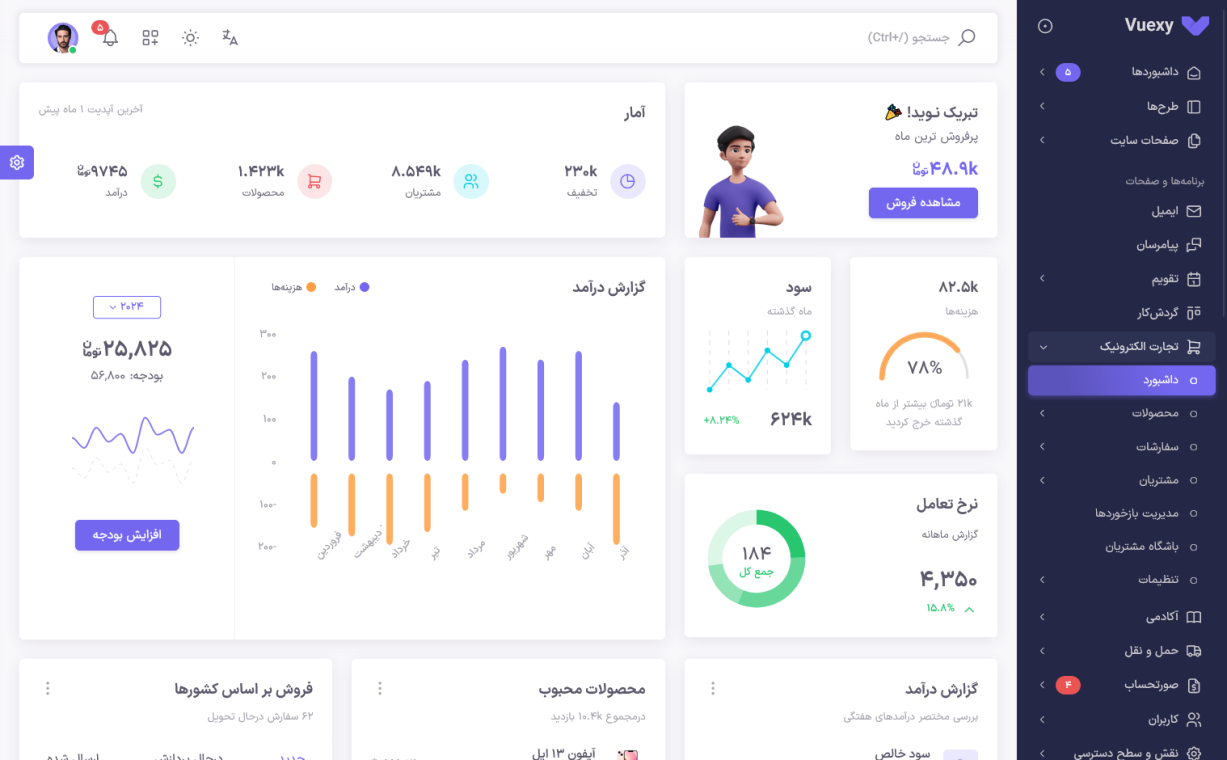 Vuexy
داشبوردها
۵
طرح‌ها
صفحات سایت
برنامه‌ها و صفحات
ایمیل
پیامرسان
تقویم
گردش‌کار
تجارت الکترونیک
داشبورد
محصولات
سفارشات
مشتریان
مدیریت بازخوردها
باشگاه مشتریان
تنظیمات
آکادمی
حمل و نقل
صورتحساب
۴
کاربران
نقش و سطح دسترسی
جستجو (/+Ctrl)
۵
تبریک نوید!
پرفروش ترین ماه
۴۸.۹k تومان
مشاهده فروش
آمار
آخرین آپدیت ۱ ماه پیش
۲۳۰k
تخفیف
۸.۵۴۹k
مشتریان
۱.۴۲۳k
محصولات
۹۷۴۵ تومان
درآمد
۸۲.۵k
هزینه‌ها
۷۸%
۲۱k تومان بیشتر از ماه
گذشته خرج کردید
سود
ماه گذشته
۶۲۴k
+۸.۲۴%
نرخ تعامل
گزارش ماهانه
۴,۳۵۰
۱۵.۸%
۱۸۴
جمع کل
گزارش درآمد
درآمد
هزینه‌ها
۳۰۰
۲۰۰
۱۰۰
۰
-۱۰۰
-۲۰۰
فروردین
خرداد
تیر
مرداد
شهریور
مهر
آبان
آذر
۲۰۲۴
۲۵,۸۲۵ تومان
بودجه: ۵۶,۸۰۰
افزایش بودجه
گزارش درآمد
بررسی مختصر درآمدهای هفتگی
سود خالص
محصولات محبوب
درمجموع ۱۰.۴k بازدید
آیفون ۱۳ اپل
فروش بر اساس کشورها
۶۲ سفارش درحال تحویل
جدید
درحال پردازش
ارسال شده